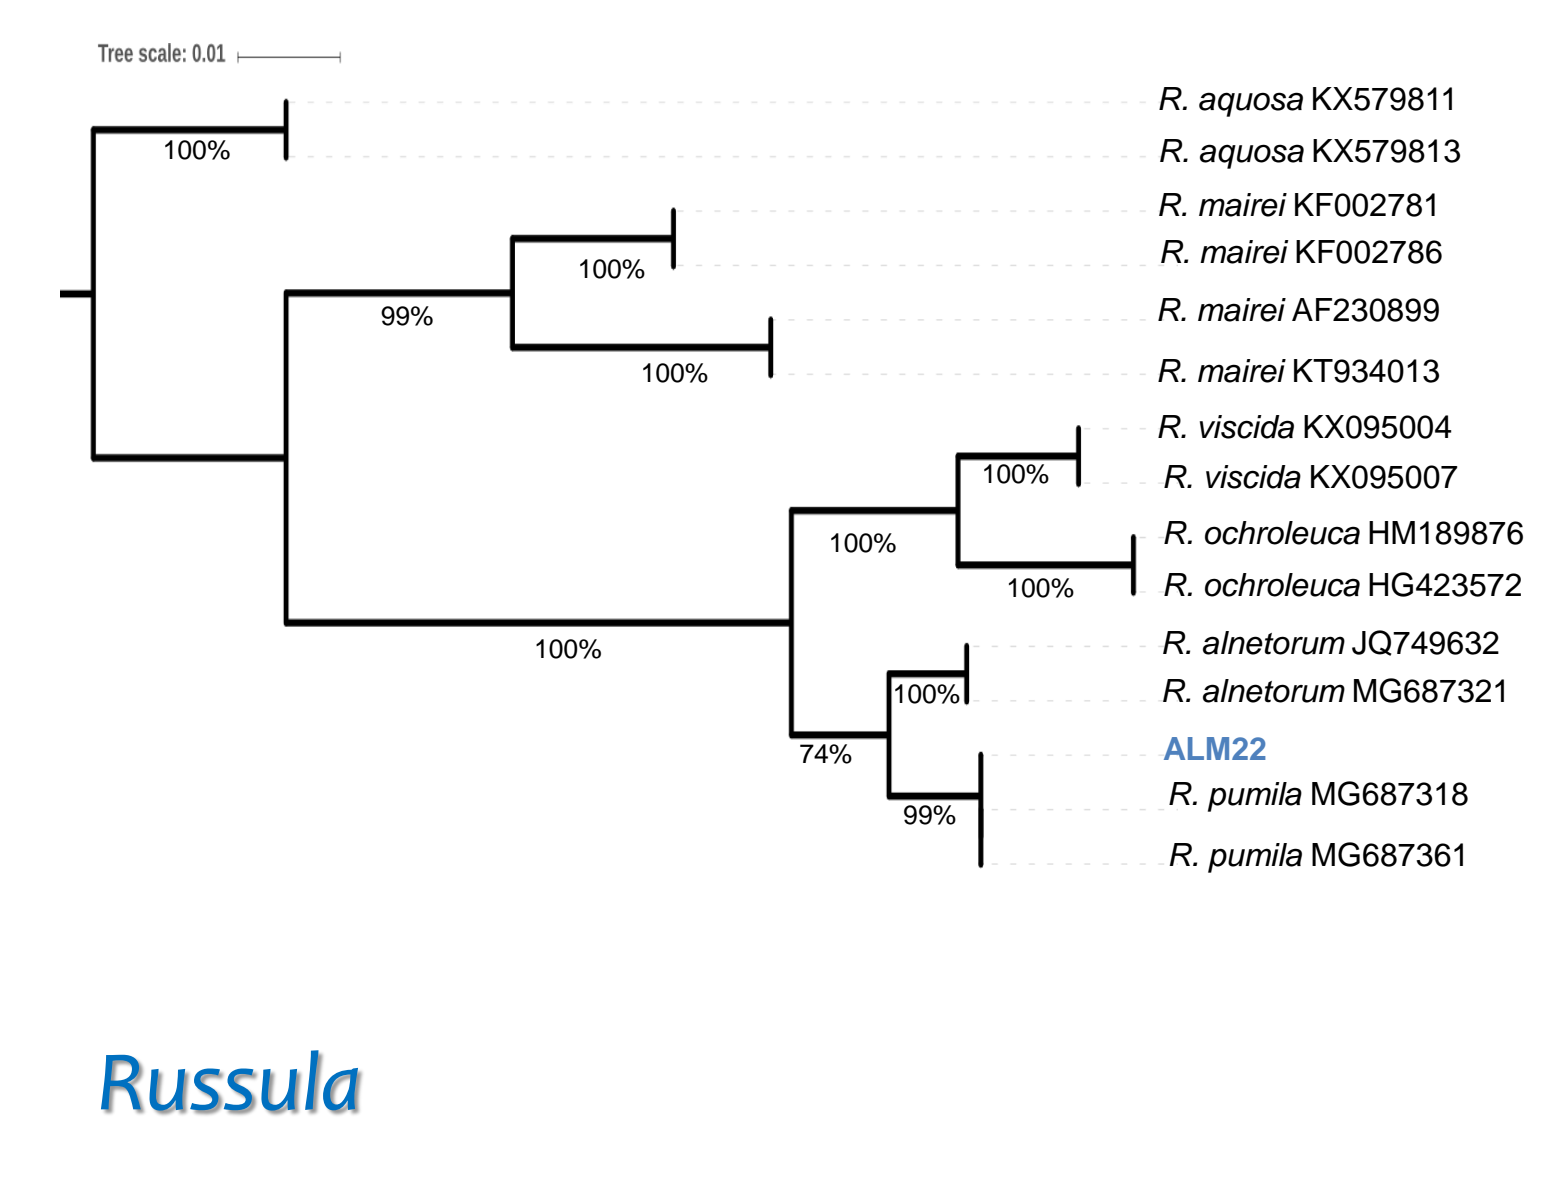 Tree scale: 0.01
R. aquosa KX579811
100%
R. aquosa KX579813
R. mairei KF002781
R. mairei KF002786
100%
99%
R. mairei AF230899
100%
R. mairei KT934013
R. viscida KX095004
100%
R. viscida KX095007
100%
R. ochroleuca HM189876
100%
R. ochroleuca HG423572
100%
R. alnetorum JQ749632
100%
R. alnetorum MG687321
74%
ALM22
R. pumila MG687318
99%
R. pumila MG687361
Russula